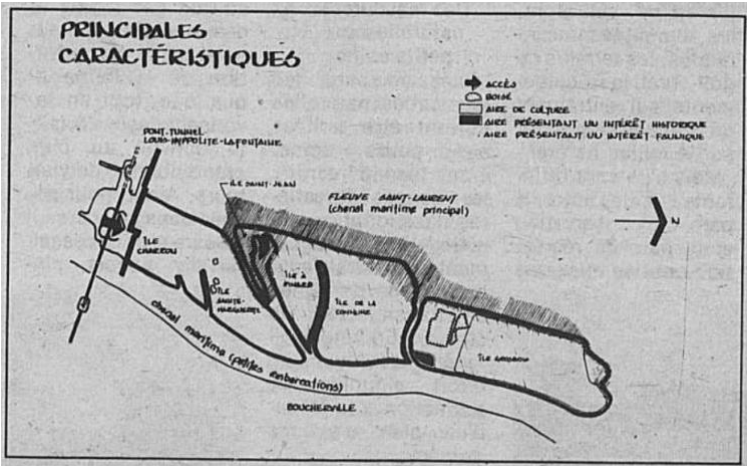 PRINCIPALES
CARACTÉRISTIQUES
ACCÈS
BOISÉ
AIRE DE CULTURE
AIRE PRÉSENTANT UN INTÉRÊT HISTORIQUE
AIRE PRÉSENTANT UN INTÉRÊT FAUNIQUE
PONT-TUNNEL
LOUIS-HIPPOLITE-LAFONTAINE
ÎLE SAINT-JEAN
FLEUVE SAINT-LAURENT
(chenal maritime principal)
N
ÎLE
CHARRON
ÎLE
SAINTE-
MARGUERITE
ÎLE À
PINARD
ÎLE DE LA
COMMUNE
ÎLE GROSBOIS
chenal maritime (petites embarcations)
BOUCHERVILLE